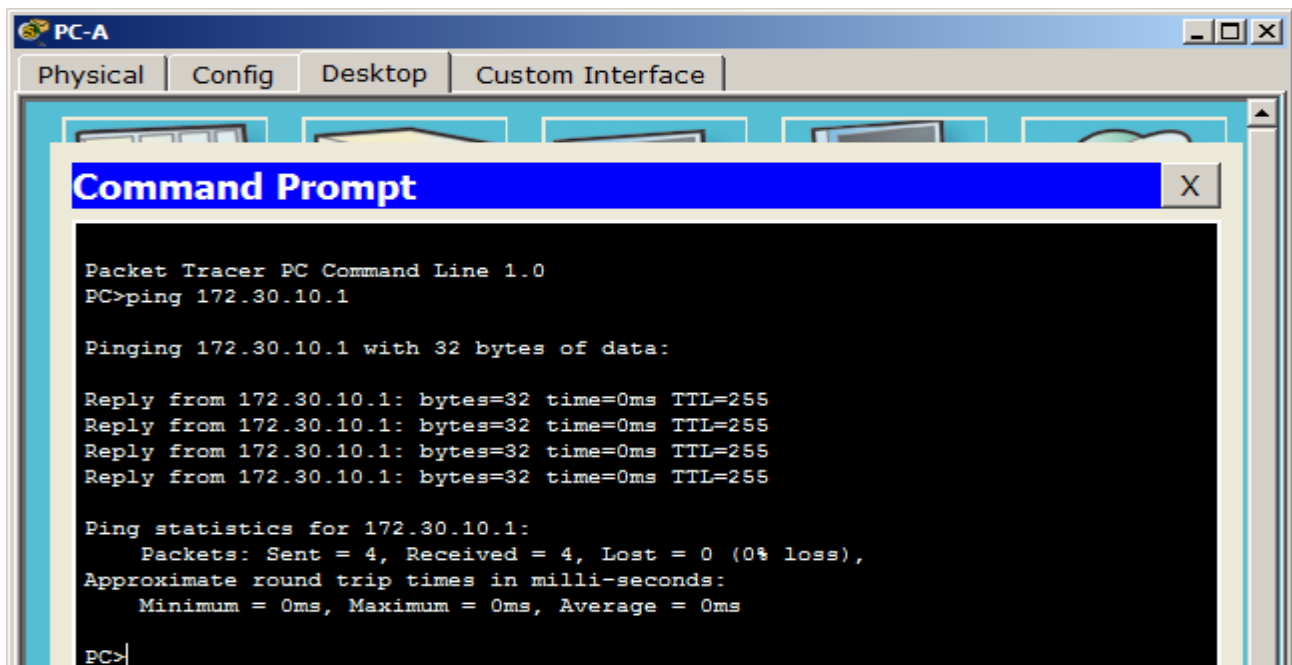 PC-A
Physical Config Desktop Custom Interface
Command Prompt X
Packet Tracer PC Command Line 1.0
PC>ping 172.30.10.1
Pinging 172.30.10.1 with 32 bytes of data:
Reply from 172.30.10.1: bytes=32 time=0ms TTL=255
Reply from 172.30.10.1: bytes=32 time=0ms TTL=255
Reply from 172.30.10.1: bytes=32 time=0ms TTL=255
Reply from 172.30.10.1: bytes=32 time=0ms TTL=255
Ping statistics for 172.30.10.1:
Packets: Sent = 4, Received = 4, Lost = 0 (0% loss),
Approximate round trip times in milli-seconds:
Minimum = 0ms, Maximum = 0ms, Average = 0ms
PC>